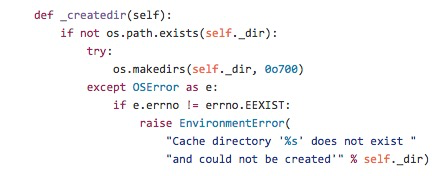 def _createdir(self):
    if not os.path.exists(self._dir):
        try:
            os.makedirs(self._dir, 0o700)
        except OSError as e:
            if e.errno != errno.EEXIST:
                raise EnvironmentError(
                    "Cache directory '%s' does not exist "
                    "and could not be created'" % self._dir)